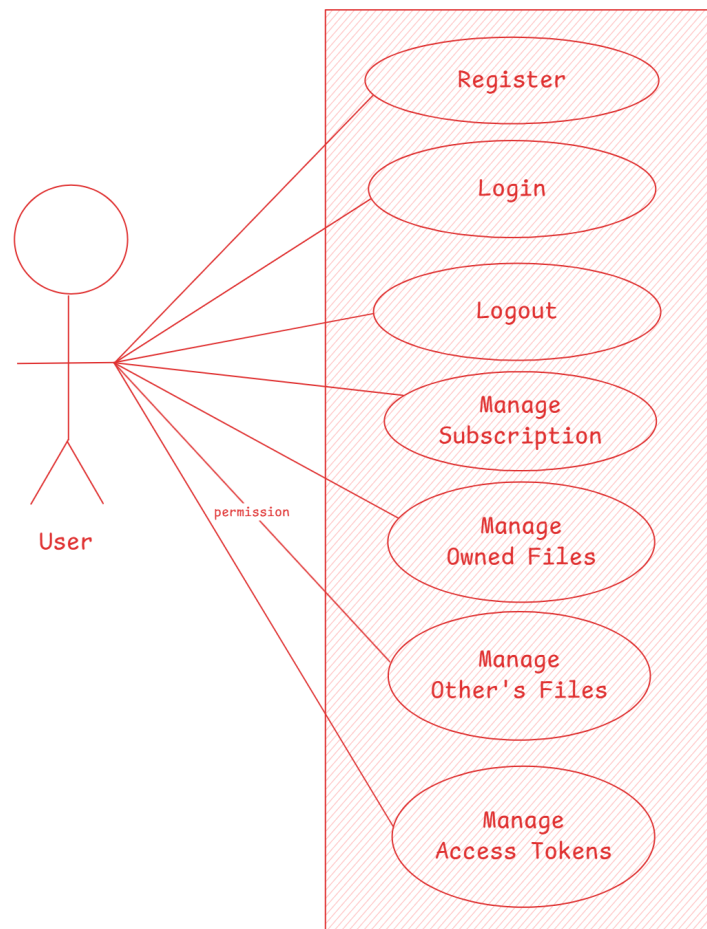 Register
Login
Logout
Manage
Subscription
permission
Manage
Owned Files
User
Manage
Other's Files
Manage
Access Tokens